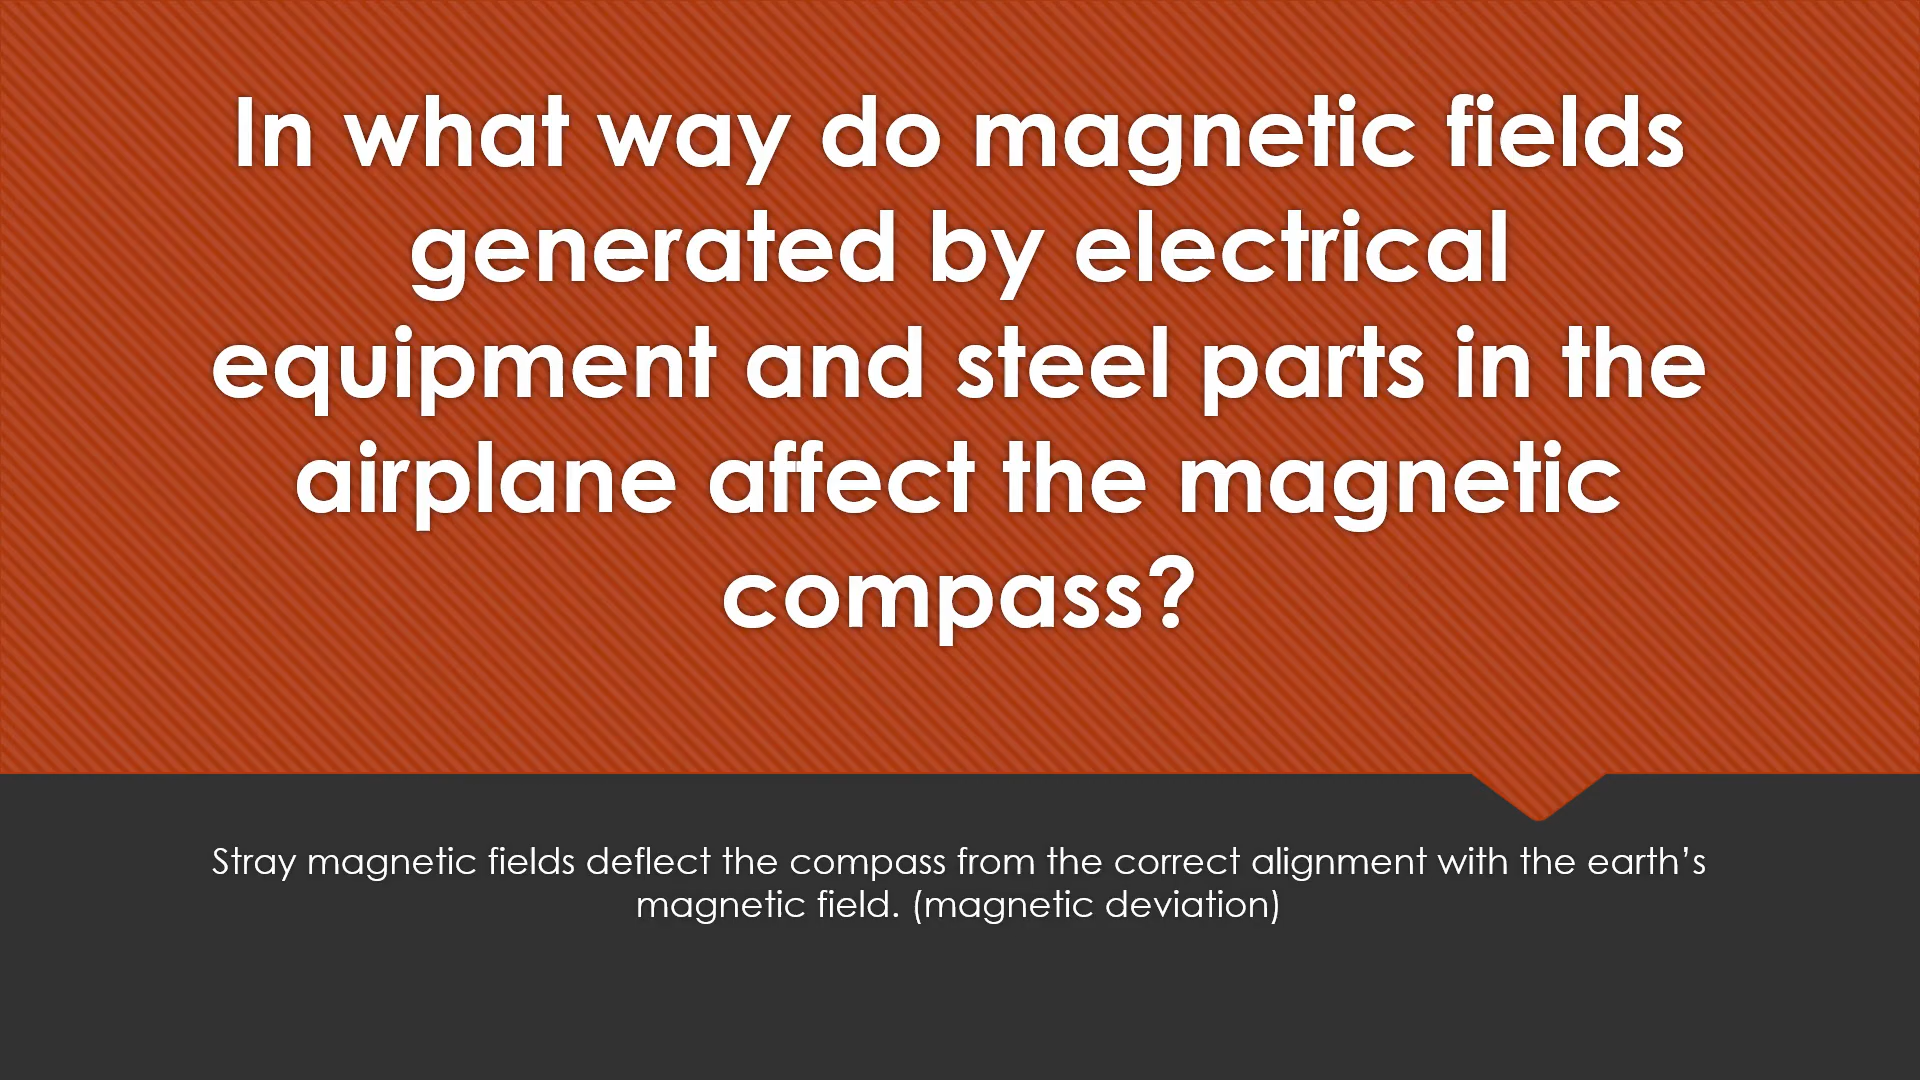 In what way do magnetic fields
generated by electrical
equipment and steel parts in the
airplane affect the magnetic
compass?
Stray magnetic fields deflect the compass from the correct alignment with the earth’s
magnetic field. (magnetic deviation)